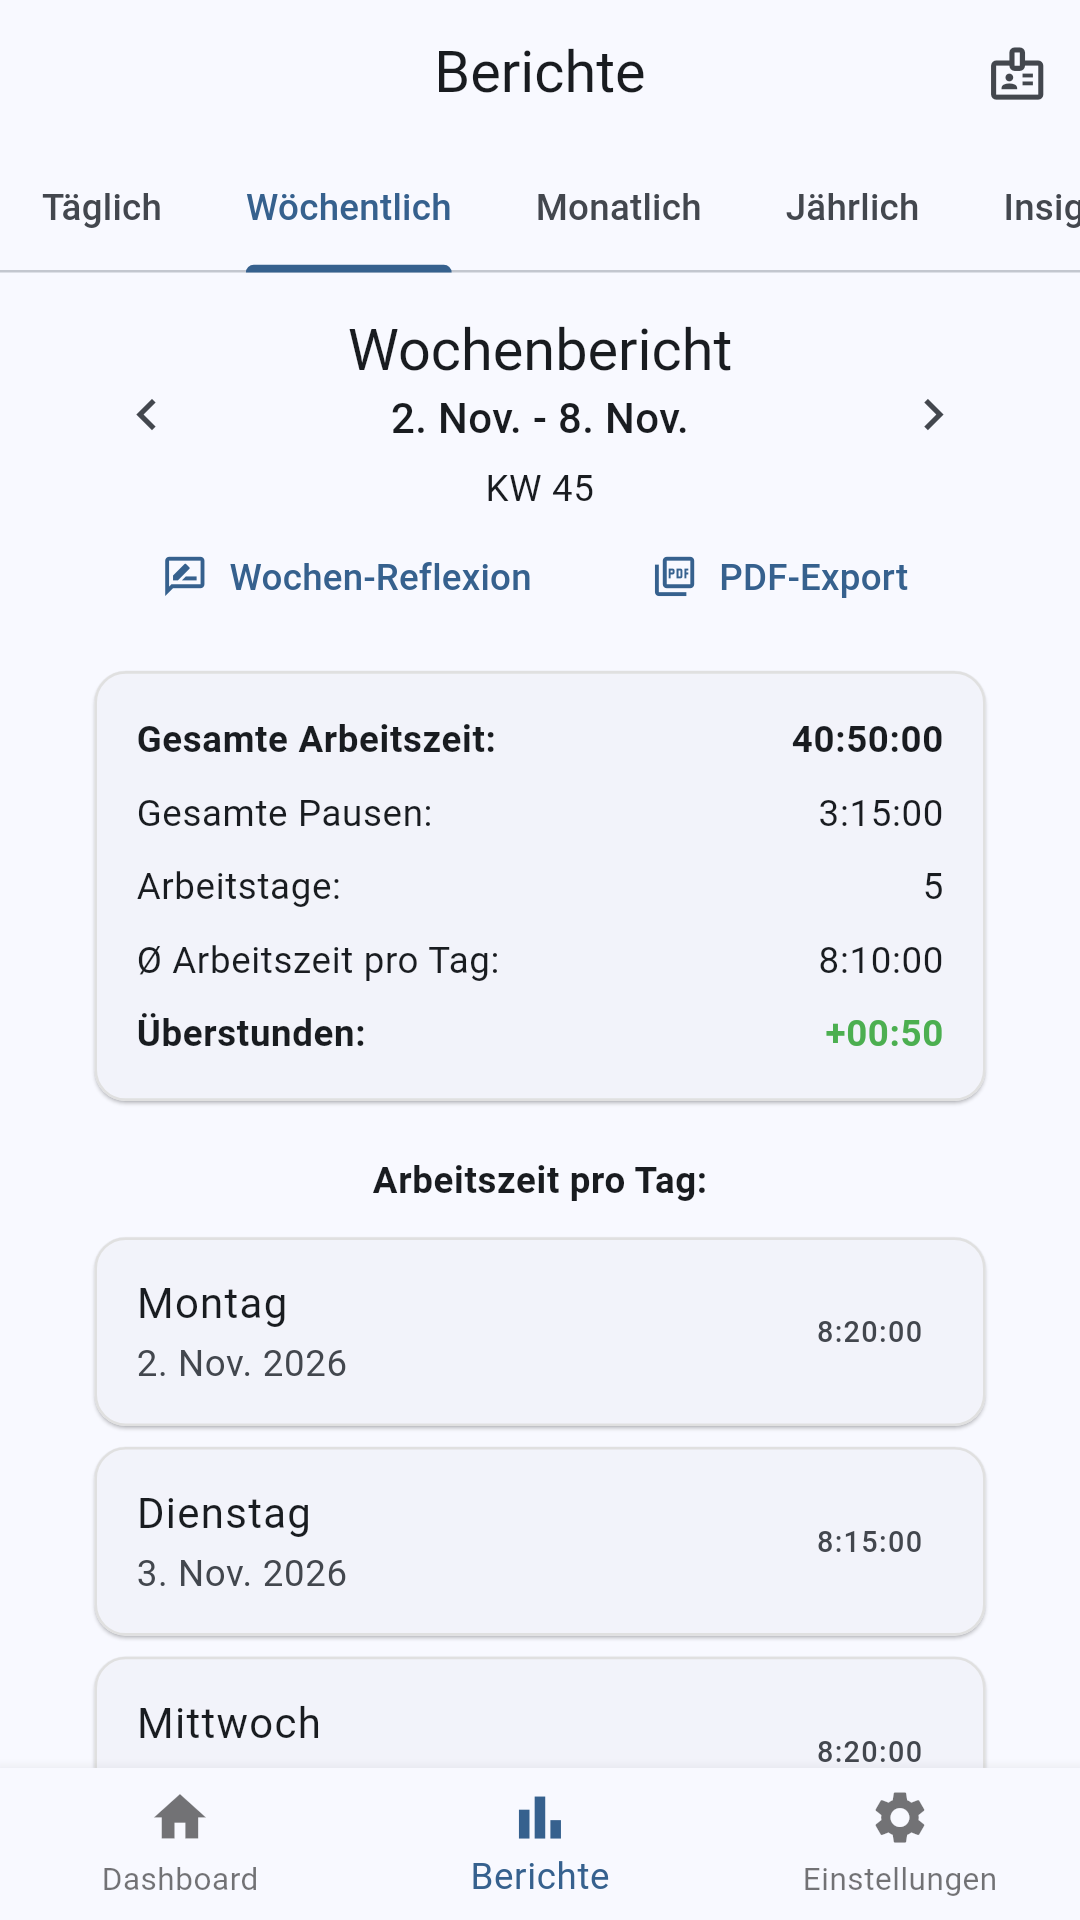 Berichte
Täglich Wöchentlich Monatlich Jährlich Insig
Wochenbericht
2. Nov. - 8. Nov.
KW 45
Wochen-Reflexion PDF-Export
Gesamte Arbeitszeit: 40:50:00
Gesamte Pausen: 3:15:00
Arbeitstage: 5
Ø Arbeitszeit pro Tag: 8:10:00
Überstunden: +00:50
Arbeitszeit pro Tag:
Montag
8:20:00
2. Nov. 2026
Dienstag
8:15:00
3. Nov. 2026
Mittwoch
8:20:00
Dashboard Berichte Einstellungen